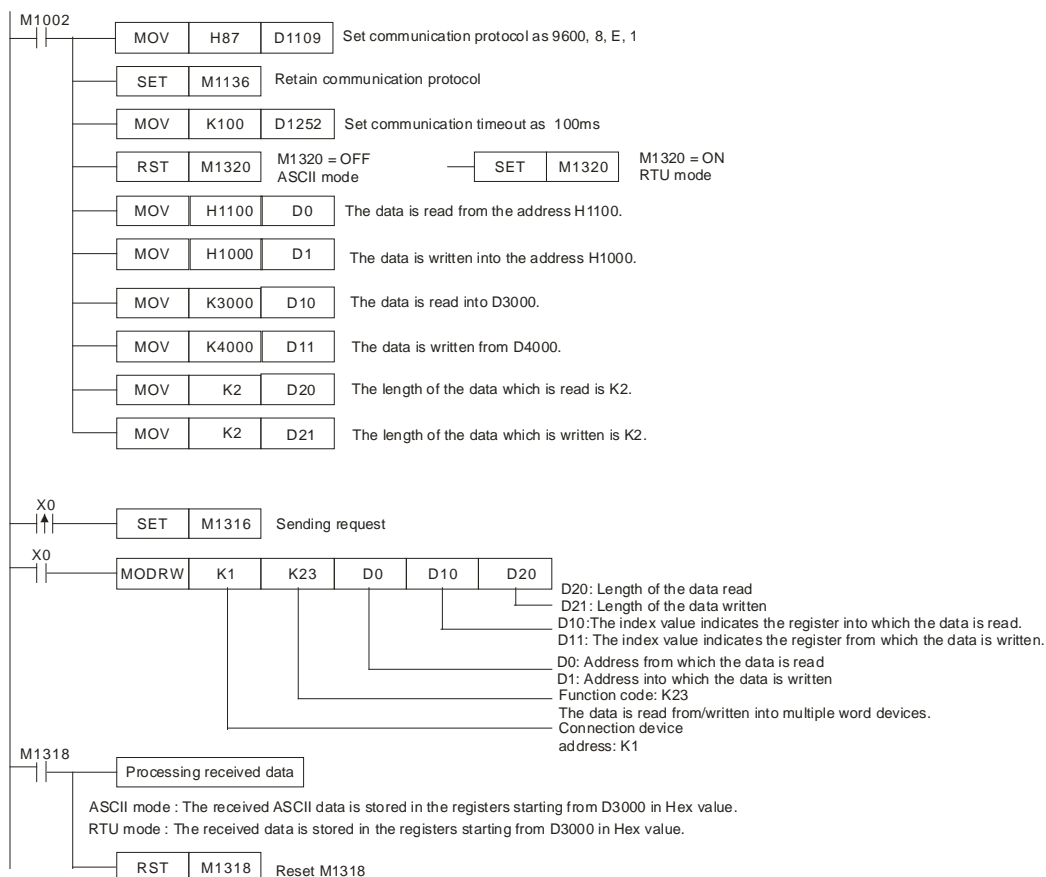 M1002
MOV H87 D1109 Set communication protocol as 9600, 8, E, 1
SET M1136 Retain communication protocol
MOV K100 D1252 Set communication timeout as 100ms
RST M1320 M1320 = OFF
ASCII mode
SET M1320 M1320 = ON
RTU mode
MOV H1100 D0 The data is read from the address H1100.
MOV H1000 D1 The data is written into the address H1000.
MOV K3000 D10 The data is read into D3000.
MOV K4000 D11 The data is written from D4000.
MOV K2 D20 The length of the data which is read is K2.
MOV K2 D21 The length of the data which is written is K2.
X0
SET M1316 Sending request
X0
MODRW K1 K23 D0 D10 D20
D20: Length of the data read
D21: Length of the data written
D10:The index value indicates the register into which the data is read.
D11: The index value indicates the register from which the data is written.
D0: Address from which the data is read
D1: Address into which the data is written
Function code: K23
The data is read from/written into multiple word devices.
Connection device
address: K1
M1318
Processing received data
ASCII mode : The received ASCII data is stored in the registers starting from D3000 in Hex value.
RTU mode : The received data is stored in the registers starting from D3000 in Hex value.
RST M1318 Reset M1318